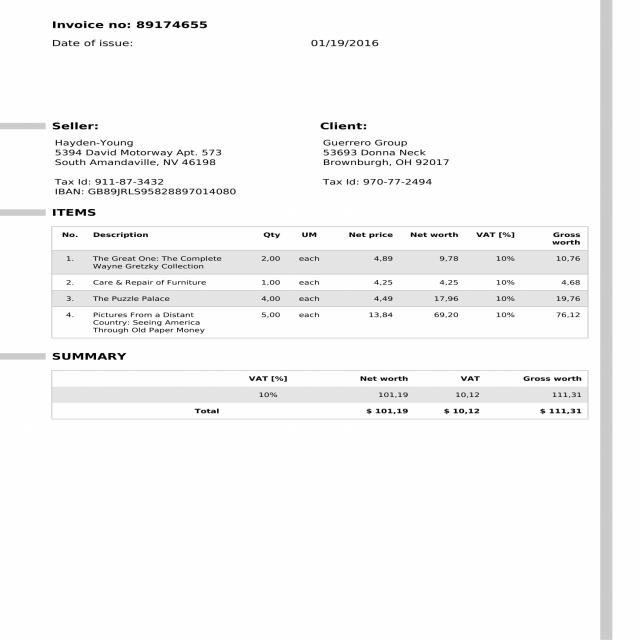 Invoice no: 89174655
Date of issue: 01/19/2016
Seller: Client:
Hayden-Young Guerrero Group
5394 David Motorway Apt. 573 53693 Donna Neck
South Amandaville, NV 46198 Brownburgh, OH 92017
Tax Id: 911-87-3432 Tax Id: 970-77-2494
IBAN: GB89JRLS95828897014080
ITEMS
No. Description Qty UM Net price Net worth VAT [%] Gross
worth
1. The Great One: The Complete 2,00 each 4,89 9,78 10% 10,76
Wayne Gretzky Collection
2. Care & Repair of Furniture 1,00 each 4,25 4,25 10% 4,68
3. The Puzzle Palace 4,00 each 4,49 17,96 10% 19,76
4. Pictures From a Distant 5,00 each 13,84 69,20 10% 76,12
Country: Seeing America
Through Old Paper Money
SUMMARY
VAT [%] Net worth VAT Gross worth
10% 101,19 10,12 111,31
Total $ 101,19 $ 10,12 $ 111,31